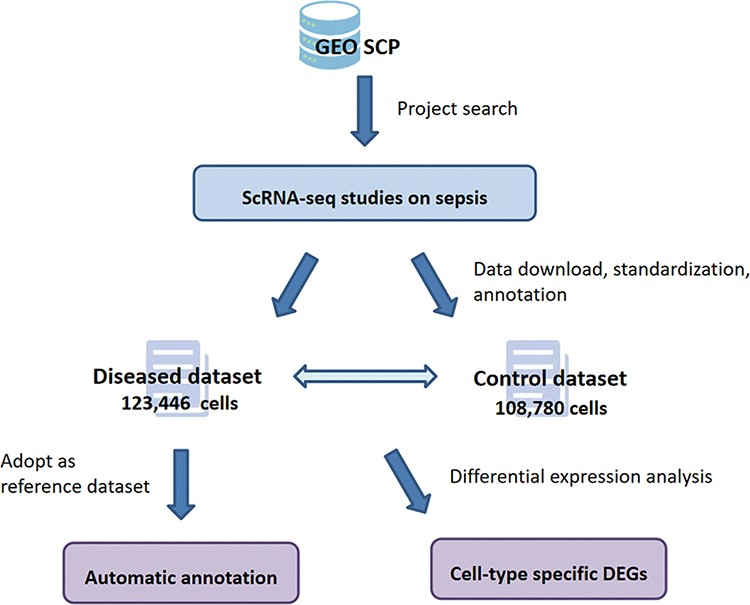 GEO SCP
Project search
ScRNA-seq studies on sepsis
Data download, standardization,
annotation
Diseased dataset
123,446 cells
Control dataset
108,780 cells
Adopt as
reference dataset
Differential expression analysis
Automatic annotation
Cell-type specific DEGs